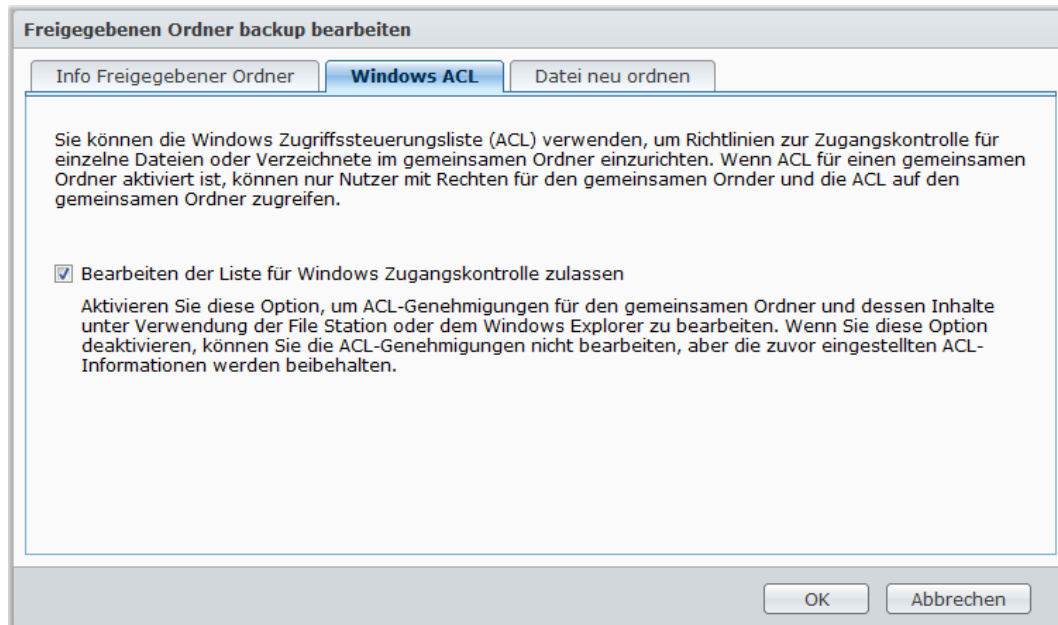 Freigegebenen Ordner backup bearbeiten
Info Freigegebener Ordner
Windows ACL
Datei neu ordnen
Sie können die Windows Zugriffssteuerungsliste (ACL) verwenden, um Richtlinien zur Zugangskontrolle für
einzelne Dateien oder Verzeichnete im gemeinsamen Ordner einzurichten. Wenn ACL für einen gemeinsamen
Ordner aktiviert ist, können nur Nutzer mit Rechten für den gemeinsamen Ornder und die ACL auf den
gemeinsamen Ordner zugreifen.
Bearbeiten der Liste für Windows Zugangskontrolle zulassen
Aktivieren Sie diese Option, um ACL-Genehmigungen für den gemeinsamen Ordner und dessen Inhalte
unter Verwendung der File Station oder dem Windows Explorer zu bearbeiten. Wenn Sie diese Option
deaktivieren, können Sie die ACL-Genehmigungen nicht bearbeiten, aber die zuvor eingestellten ACL-
Informationen werden beibehalten.
OK
Abbrechen